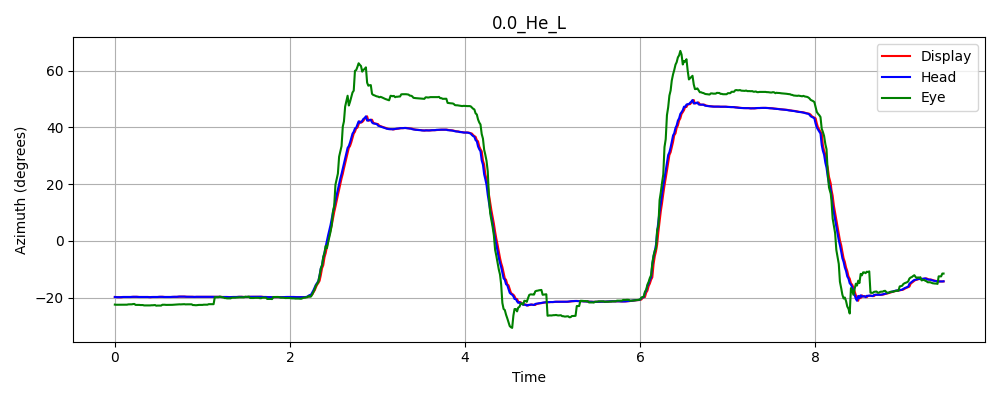 0.0_He_L
Display
Head
Eye
Azimuth (degrees)
60
40
20
0
−20
0 2 4 6 8
Time